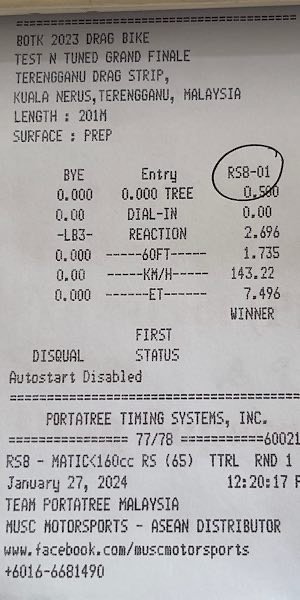 BOTK 2023 DRAG BIKE
TEST N TUNED GRAND FINALE
TERENGGANU DRAG STRIP,
KUALA NERUS,TERENGGANU, MALAYSIA
LENGTH : 201M
SURFACE : PREP
BYE Entry RS8-01
0.000 0.000 TREE 0.500
0.00 DIAL-IN 0.00
-LB3- REACTION 2.696
0.000 ------60FT------ 1.735
0.00 ------KM/H------ 143.22
0.000 -------ET------- 7.496
WINNER
FIRST
DISQUAL STATUS
Autostart Disabled
PORTATREE TIMING SYSTEMS, INC.
================ 77/78 ===========60021
RS8 - MATIC<160cc RS (65) TTRL RND 1
January 27, 2024 12:20:17 P
TEAM PORTATREE MALAYSIA
MUSC MOTORSPORTS - ASEAN DISTRIBUTOR
www.facebook.com/muscmotorsports
+6016-6681490